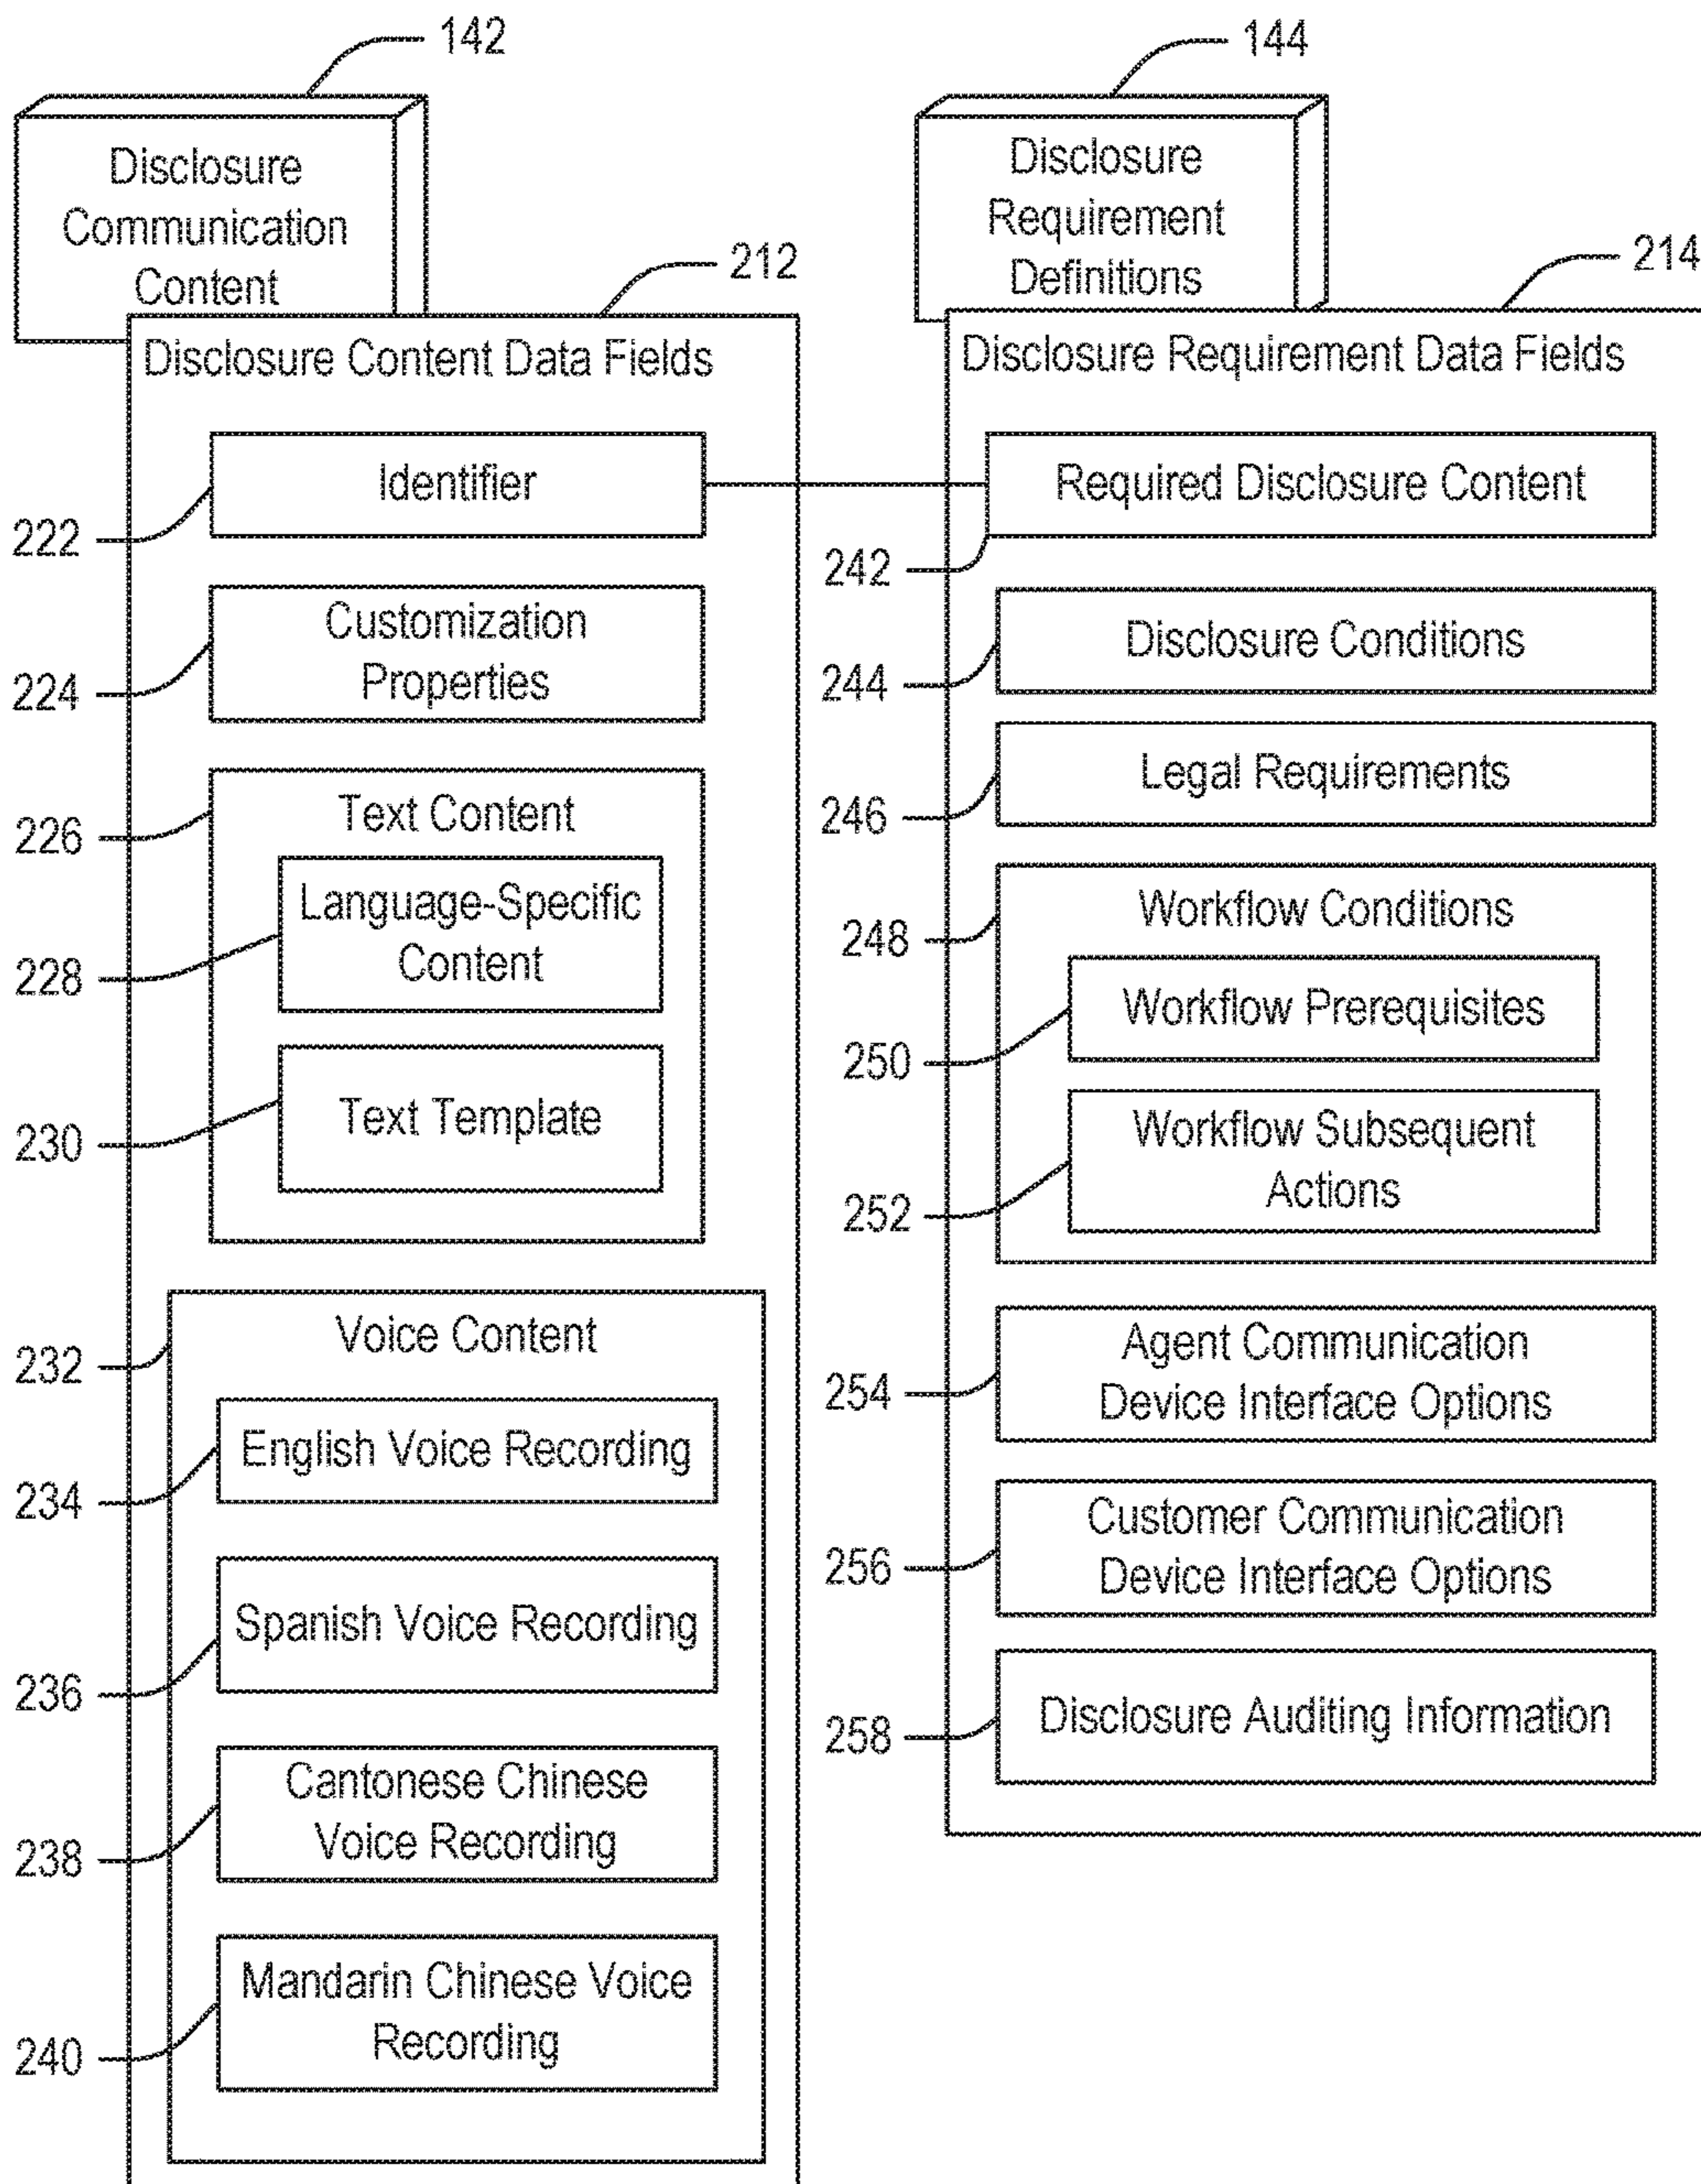 142
Disclosure
Communication
Content
212
Disclosure Content Data Fields
Identifier
222
Customization
Properties
224
Text Content
226
Language-Specific
Content
228
Text Template
230
Voice Content
232
English Voice Recording
234
Spanish Voice Recording
236
Cantonese Chinese
Voice Recording
238
Mandarin Chinese Voice
Recording
240
144
Disclosure
Requirement
Definitions
214
Disclosure Requirement Data Fields
Required Disclosure Content
242
Disclosure Conditions
244
Legal Requirements
246
Workflow Conditions
248
Workflow Prerequisites
250
Workflow Subsequent
Actions
252
Agent Communication
Device Interface Options
254
Customer Communication
Device Interface Options
256
Disclosure Auditing Information
258